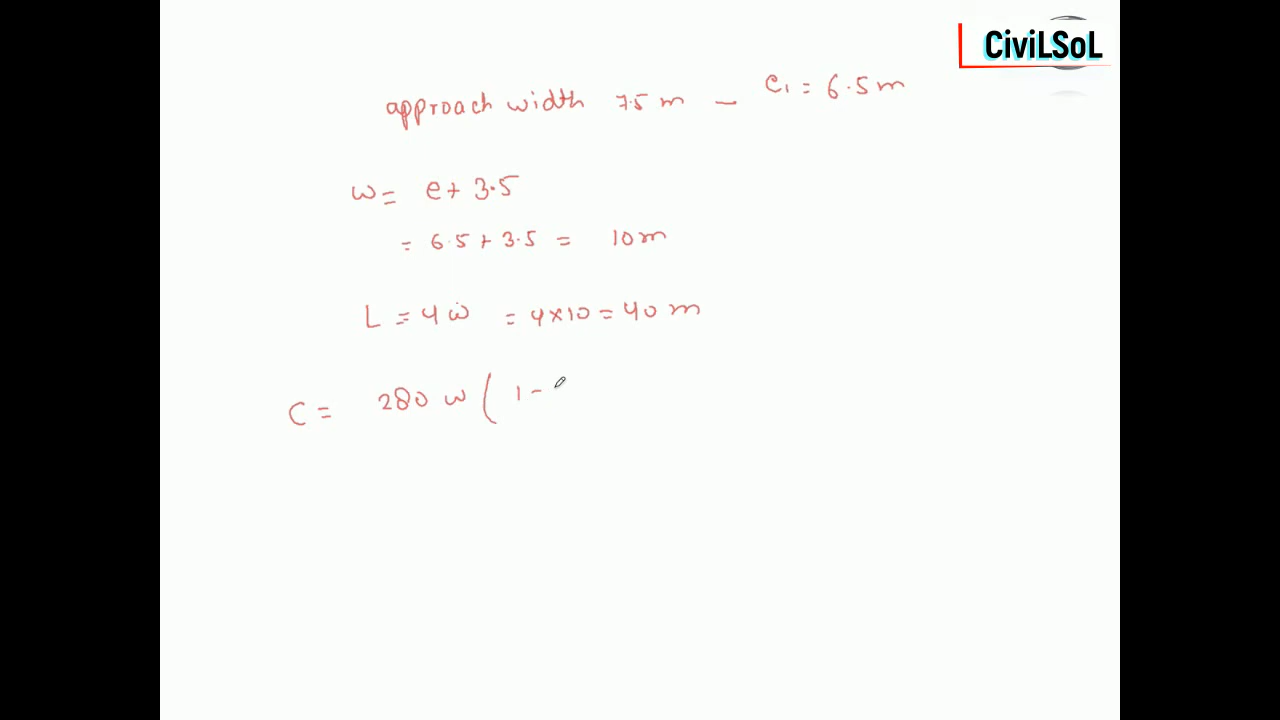 CiviLSoL
approach width 7.5 m - e₁ = 6.5 m
w = e + 3.5
= 6.5 + 3.5 = 10 m
L = 4w = 4×10 = 40 m
C = 280 w ( 1 -